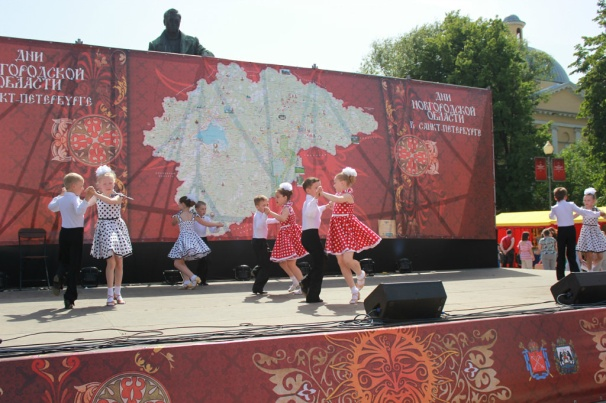 ДНИ
НОВГОРОДСКОЙ
ОБЛАСТИ
САНКТ-ПЕТЕРБУРГЕ
ДНИ
НОВГОРОДСКОЙ
ОБЛАСТИ
В САНКТ-ПЕТЕРБУРГЕ